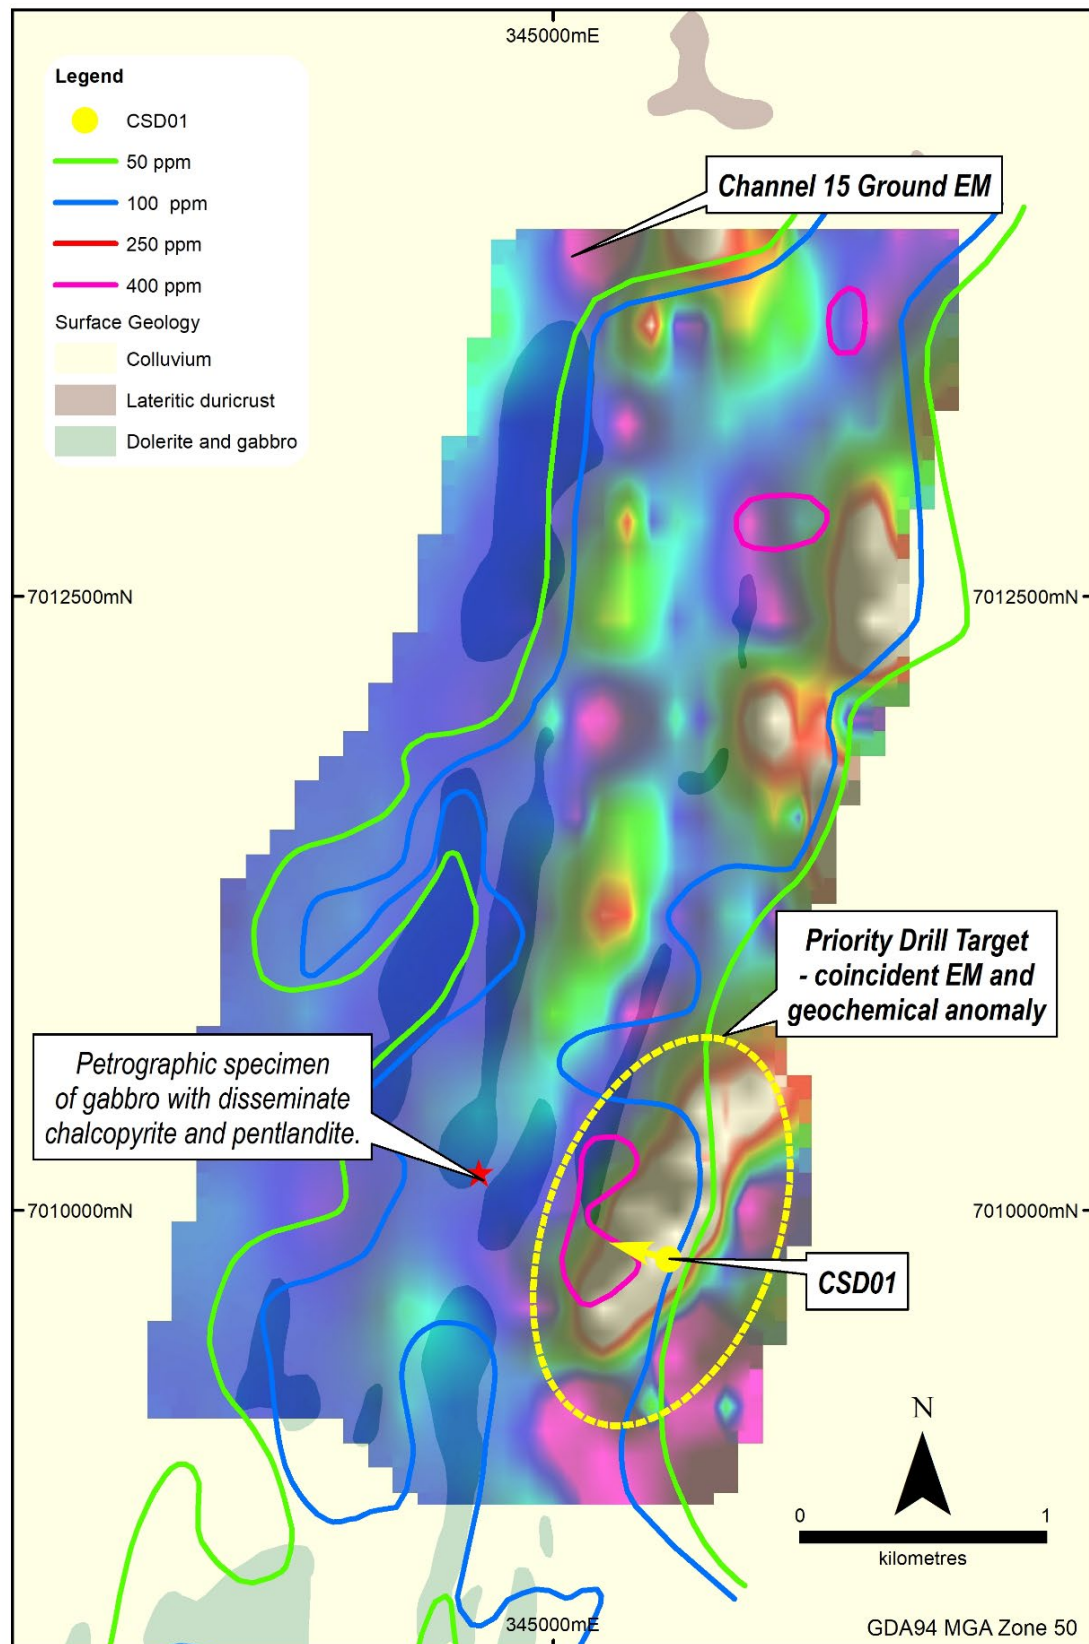 345000mE
Legend
CSD01
50 ppm
100 ppm
250 ppm
400 ppm
Surface Geology
Colluvium
Lateritic duricrust
Dolerite and gabbro
Channel 15 Ground EM
7012500mN
7012500mN
Priority Drill Target
- coincident EM and
geochemical anomaly
Petrographic specimen
of gabbro with disseminate
chalcopyrite and pentlandite.
7010000mN
7010000mN
CSD01
N
0 1
kilometres
345000mE
GDA94 MGA Zone 50